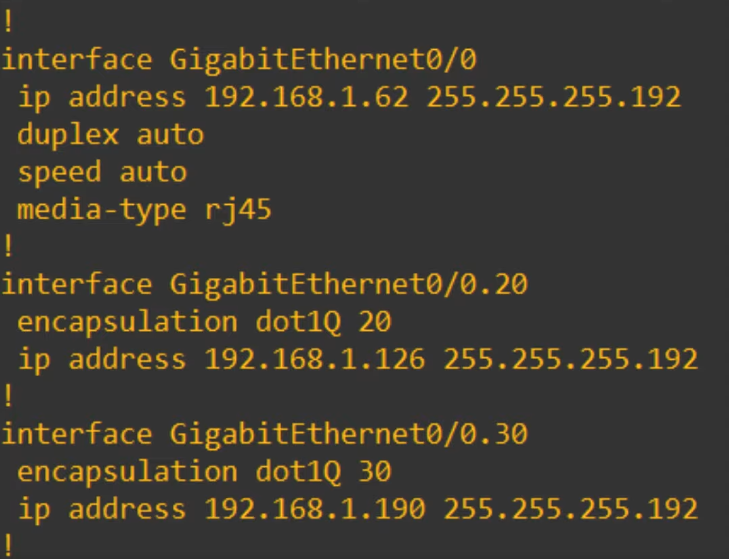 !
interface GigabitEthernet0/0
 ip address 192.168.1.62 255.255.255.192
 duplex auto
 speed auto
 media-type rj45
!
interface GigabitEthernet0/0.20
 encapsulation dot1Q 20
 ip address 192.168.1.126 255.255.255.192
!
interface GigabitEthernet0/0.30
 encapsulation dot1Q 30
 ip address 192.168.1.190 255.255.255.192
!